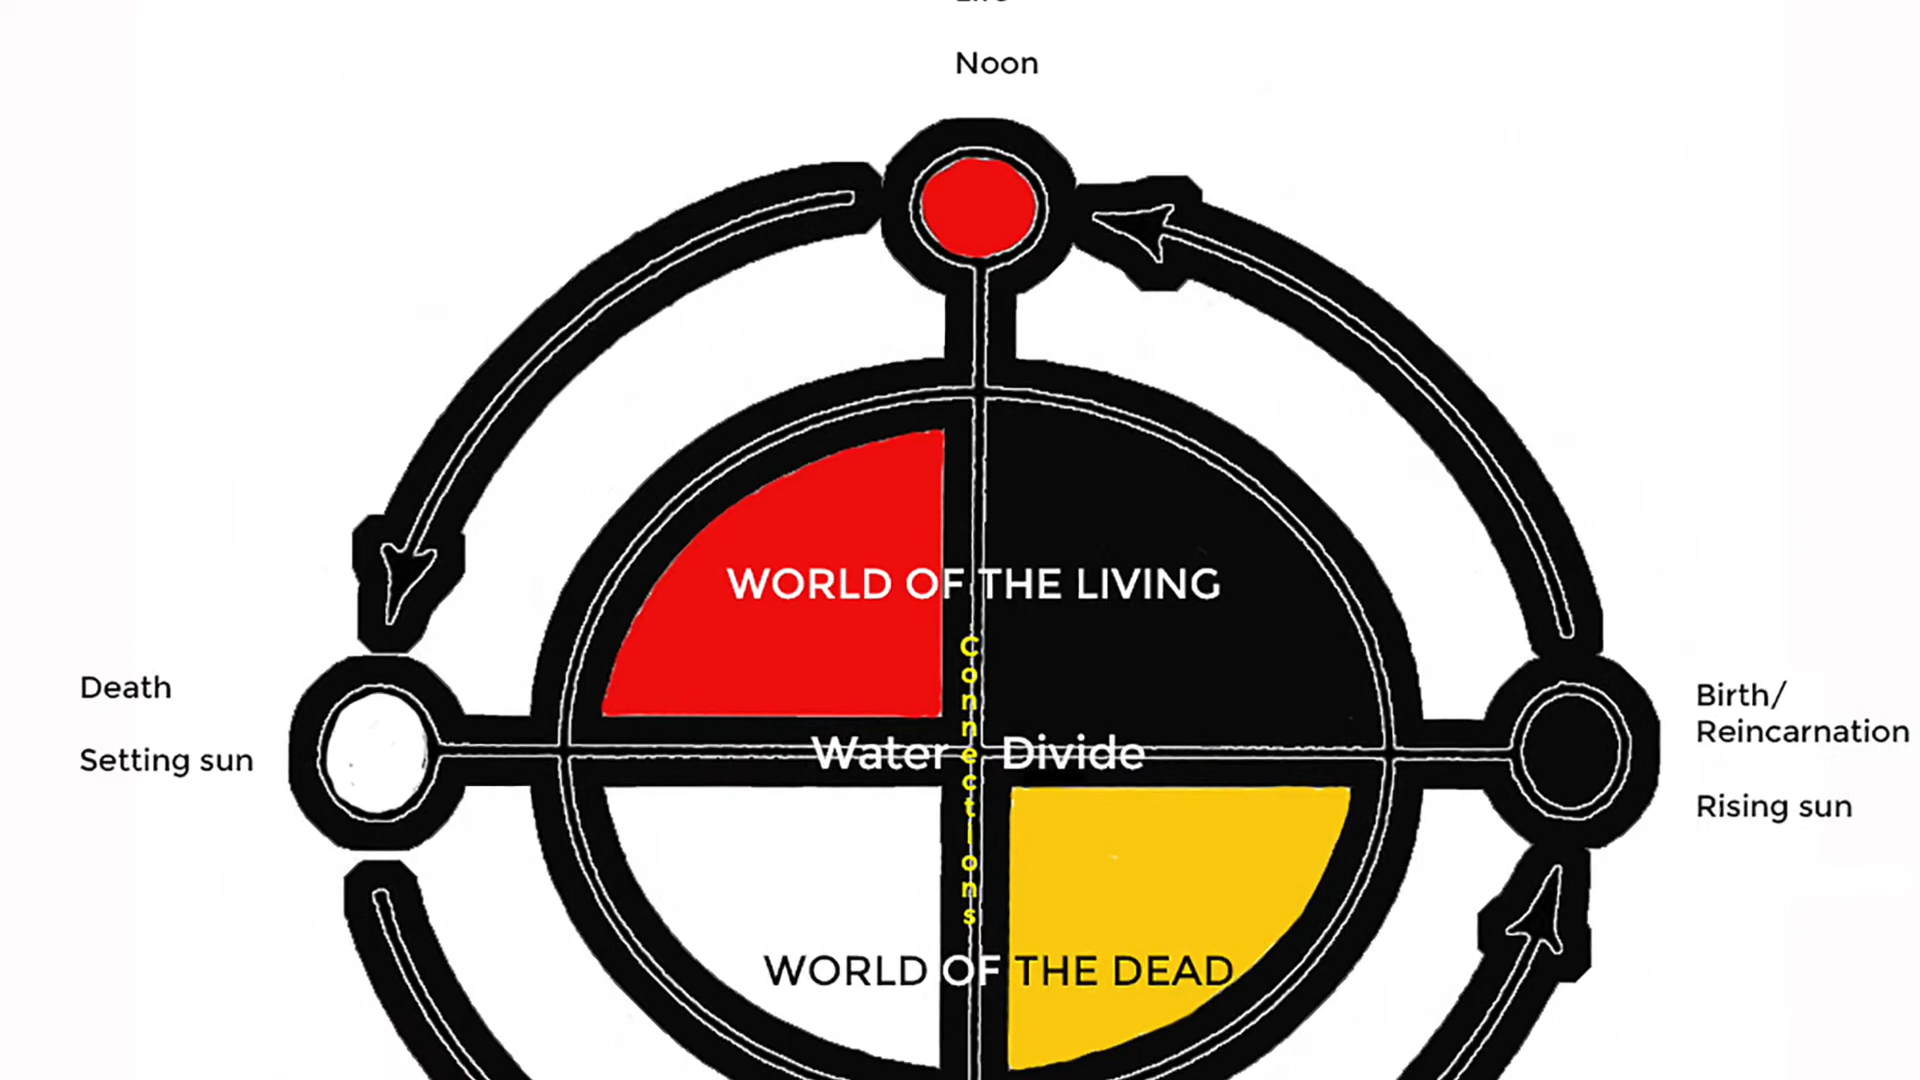 Noon
WORLD OF THE LIVING
Connections
Death
Setting sun
Water Divide
Birth/
Reincarnation
Rising sun
WORLD OF THE DEAD